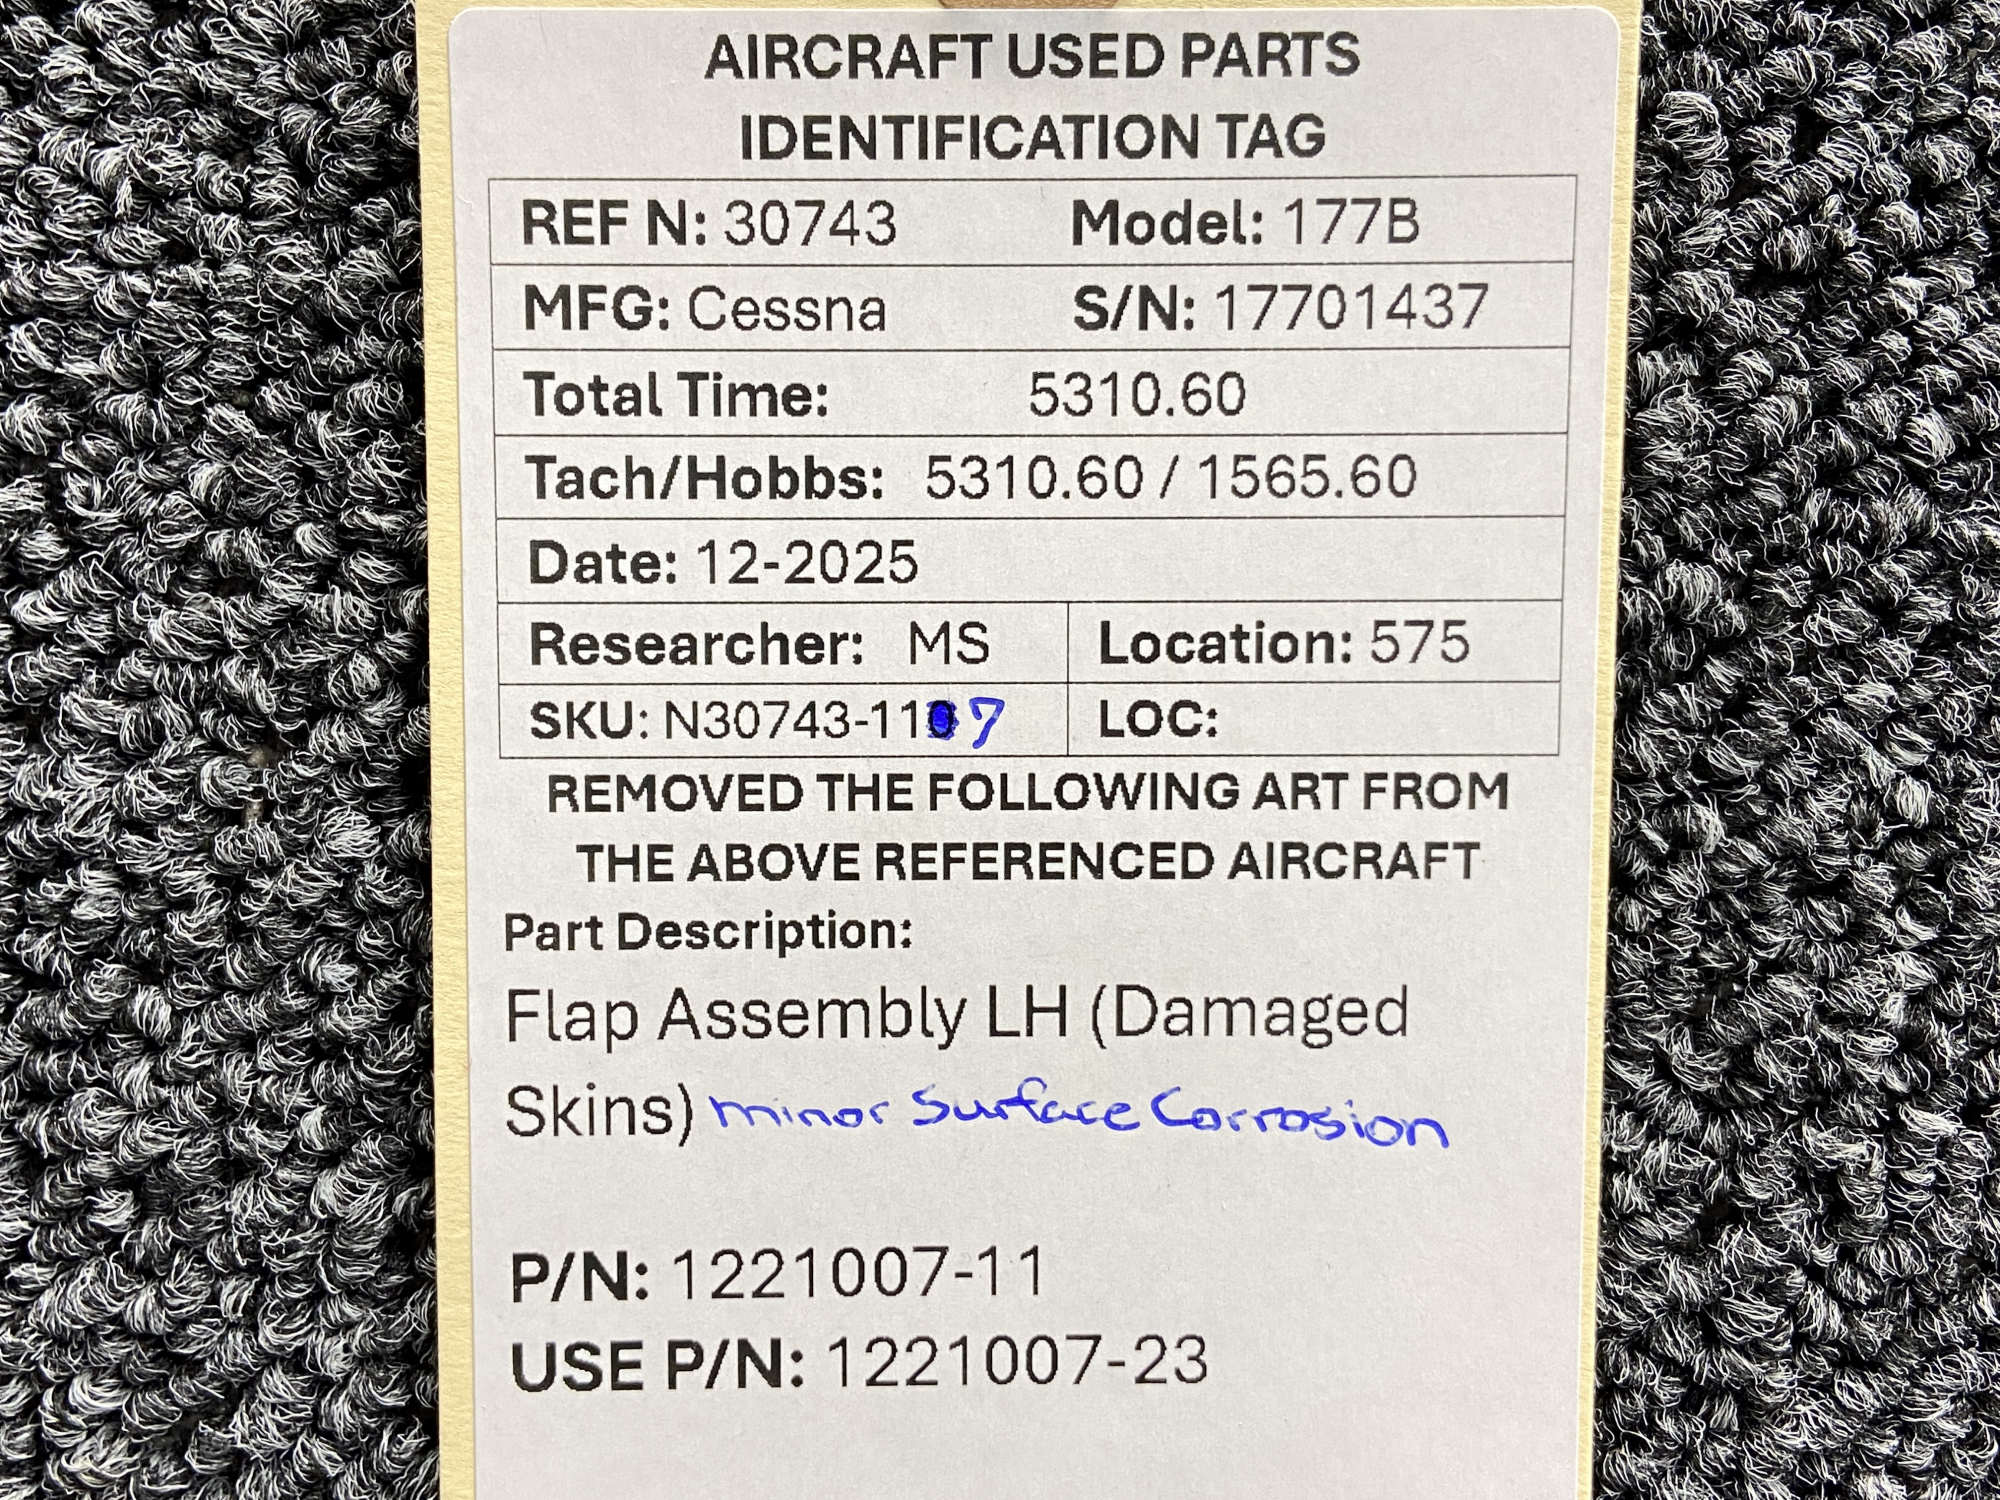 AIRCRAFT USED PARTS
IDENTIFICATION TAG
REF N: 30743 Model: 177B
MFG: Cessna S/N: 17701437
Total Time: 5310.60
Tach/Hobbs: 5310.60 / 1565.60
Date: 12-2025
Researcher: MS Location: 575
SKU: N30743-117 LOC:
REMOVED THE FOLLOWING ART FROM
THE ABOVE REFERENCED AIRCRAFT
Part Description:
Flap Assembly LH (Damaged
Skins) minor Surface Corrosion
P/N: 1221007-11
USE P/N: 1221007-23